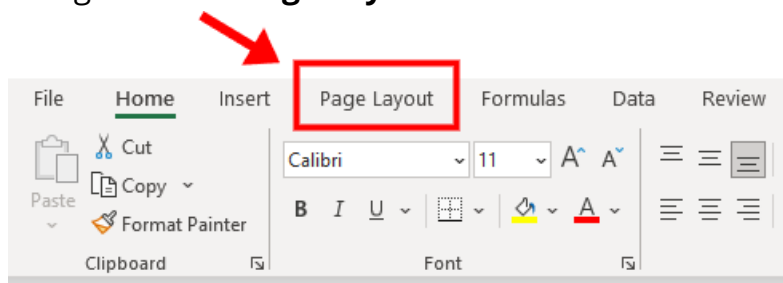 File Home Insert Page Layout Formulas Data Review
Cut
Calibri 11 A A
Copy
Paste
B I U A
Format Painter
Clipboard Font